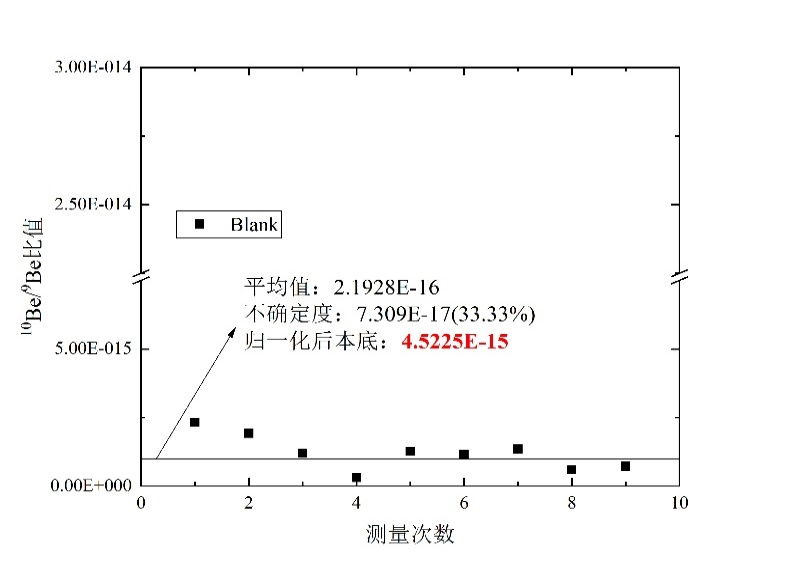 3.00E-014
2.50E-014
Blank
¹⁰Be/⁹Be比值
平均值：2.1928E-16
不确定度：7.309E-17(33.33%)
归一化后本底：4.5225E-15
5.00E-015
0.00E+000
0 2 4 6 8 10
测量次数